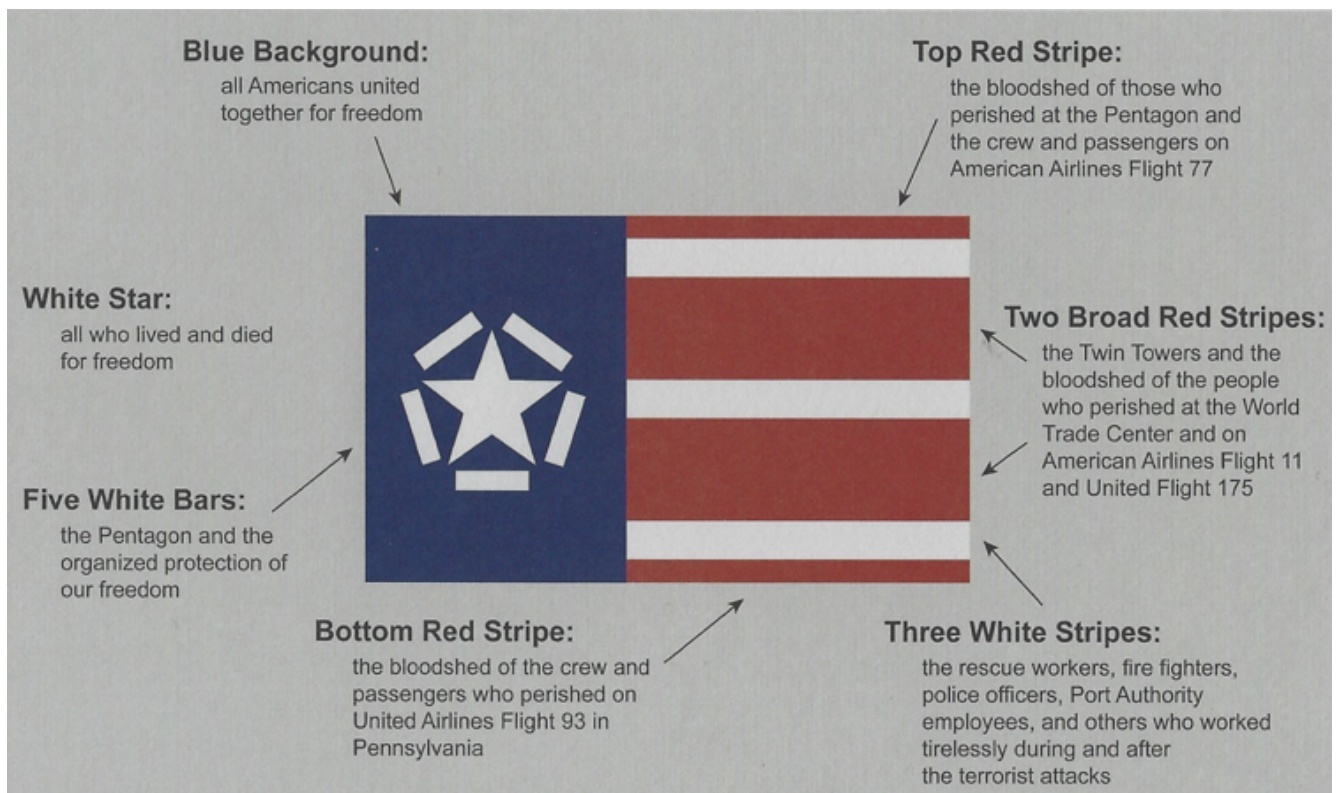 Blue Background:
all Americans united
together for freedom
Top Red Stripe:
the bloodshed of those who
perished at the Pentagon and
the crew and passengers on
American Airlines Flight 77
White Star:
all who lived and died
for freedom
Two Broad Red Stripes:
the Twin Towers and the
bloodshed of the people
who perished at the World
Trade Center and on
American Airlines Flight 11
and United Flight 175
Five White Bars:
the Pentagon and the
organized protection of
our freedom
Bottom Red Stripe:
the bloodshed of the crew and
passengers who perished on
United Airlines Flight 93 in
Pennsylvania
Three White Stripes:
the rescue workers, fire fighters,
police officers, Port Authority
employees, and others who worked
tirelessly during and after
the terrorist attacks